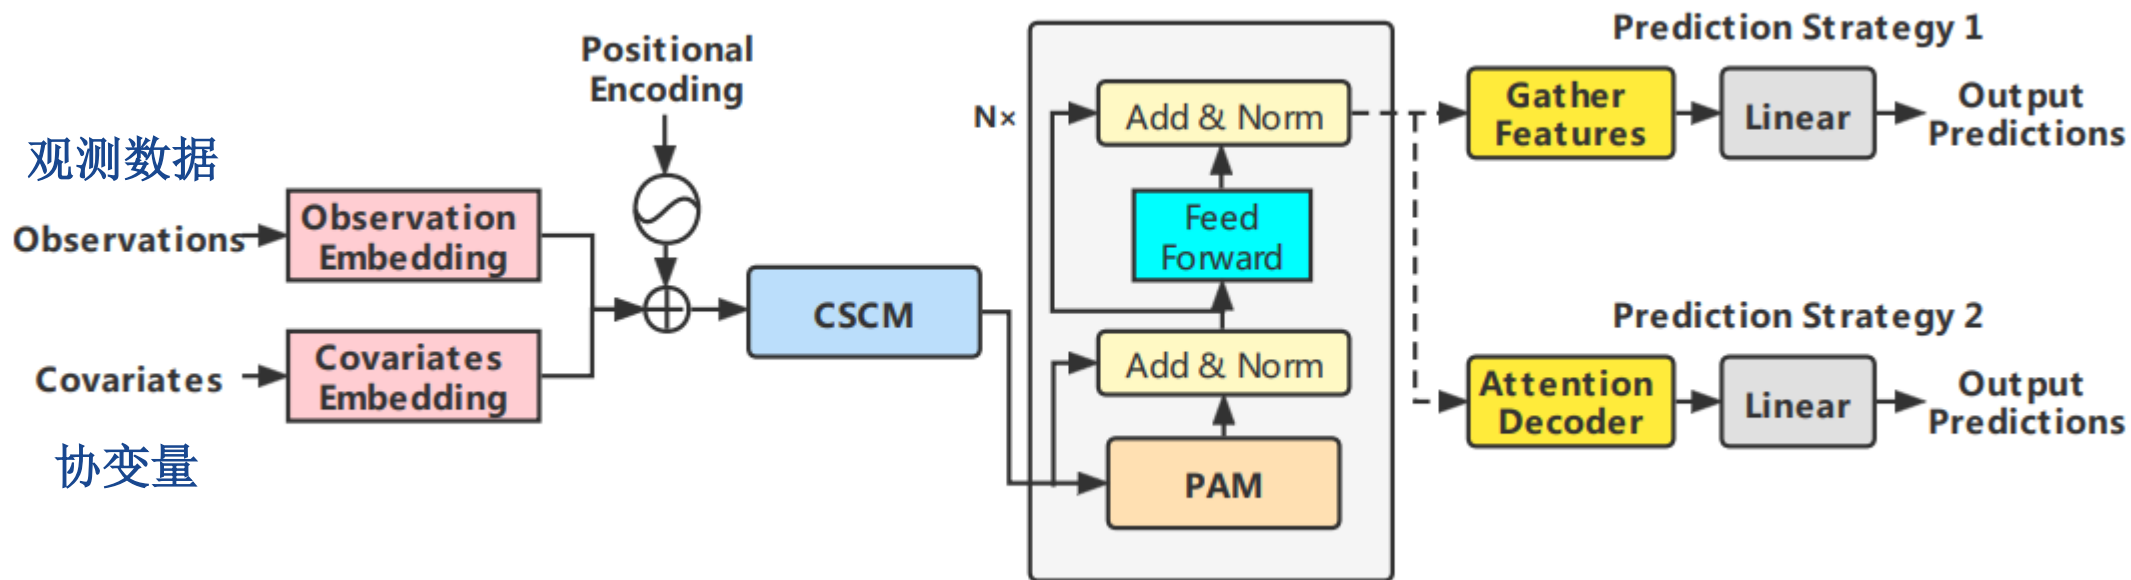 Positional
Encoding
观测数据
Observations
Observation
Embedding
Covariates
Covariates
Embedding
协变量
CSCM
N×
Add & Norm
Feed
Forward
Add & Norm
PAM
Prediction Strategy 1
Gather
Features
Linear
Output
Predictions
Prediction Strategy 2
Attention
Decoder
Linear
Output
Predictions